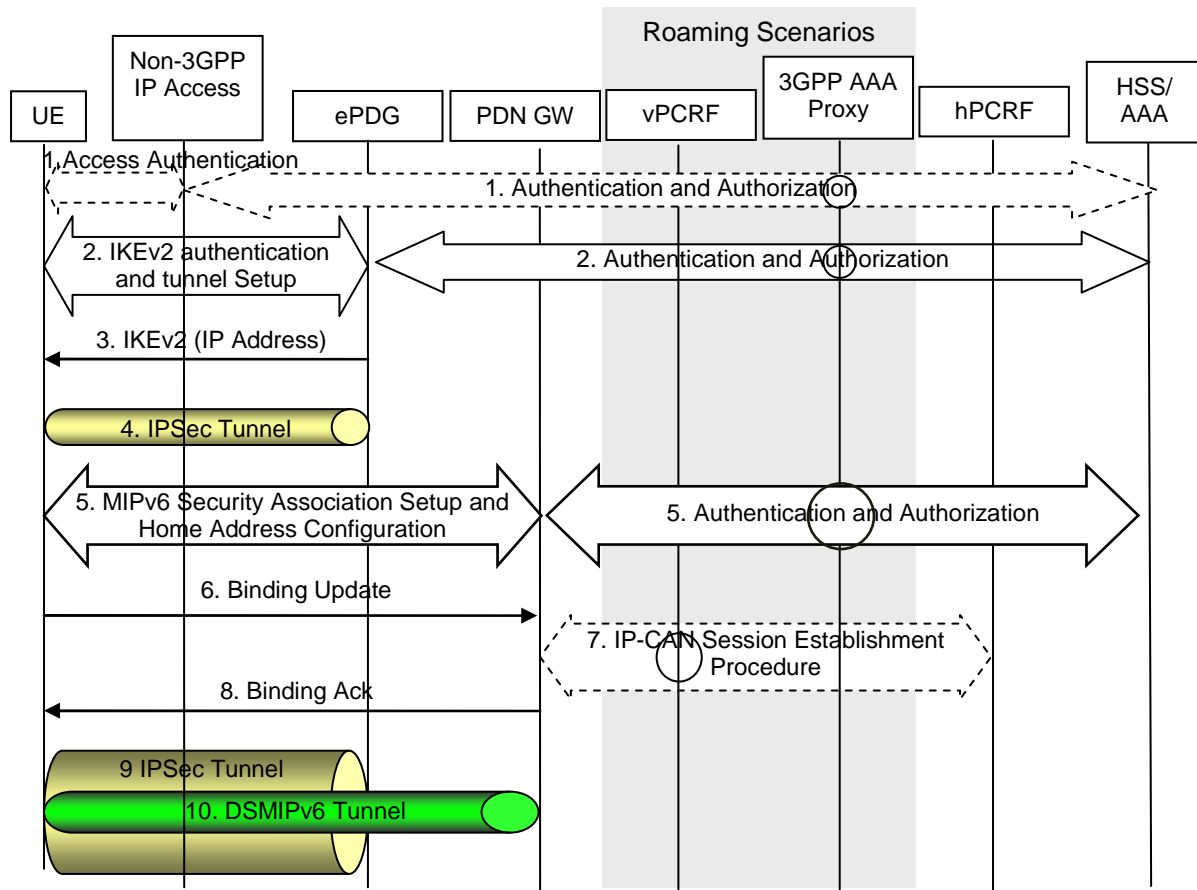 Roaming Scenarios
UE
Non-3GPP
IP Access
ePDG
PDN GW
vPCRF
3GPP AAA
Proxy
hPCRF
HSS/
AAA
1.Access Authentication
1. Authentication and Authorization
2. IKEv2 authentication
and tunnel Setup
2. Authentication and Authorization
3. IKEv2 (IP Address)
4. IPSec Tunnel
5. MIPv6 Security Association Setup and
Home Address Configuration
5. Authentication and Authorization
6. Binding Update
7. IP-CAN Session Establishment
Procedure
8. Binding Ack
9 IPSec Tunnel
10. DSMIPv6 Tunnel